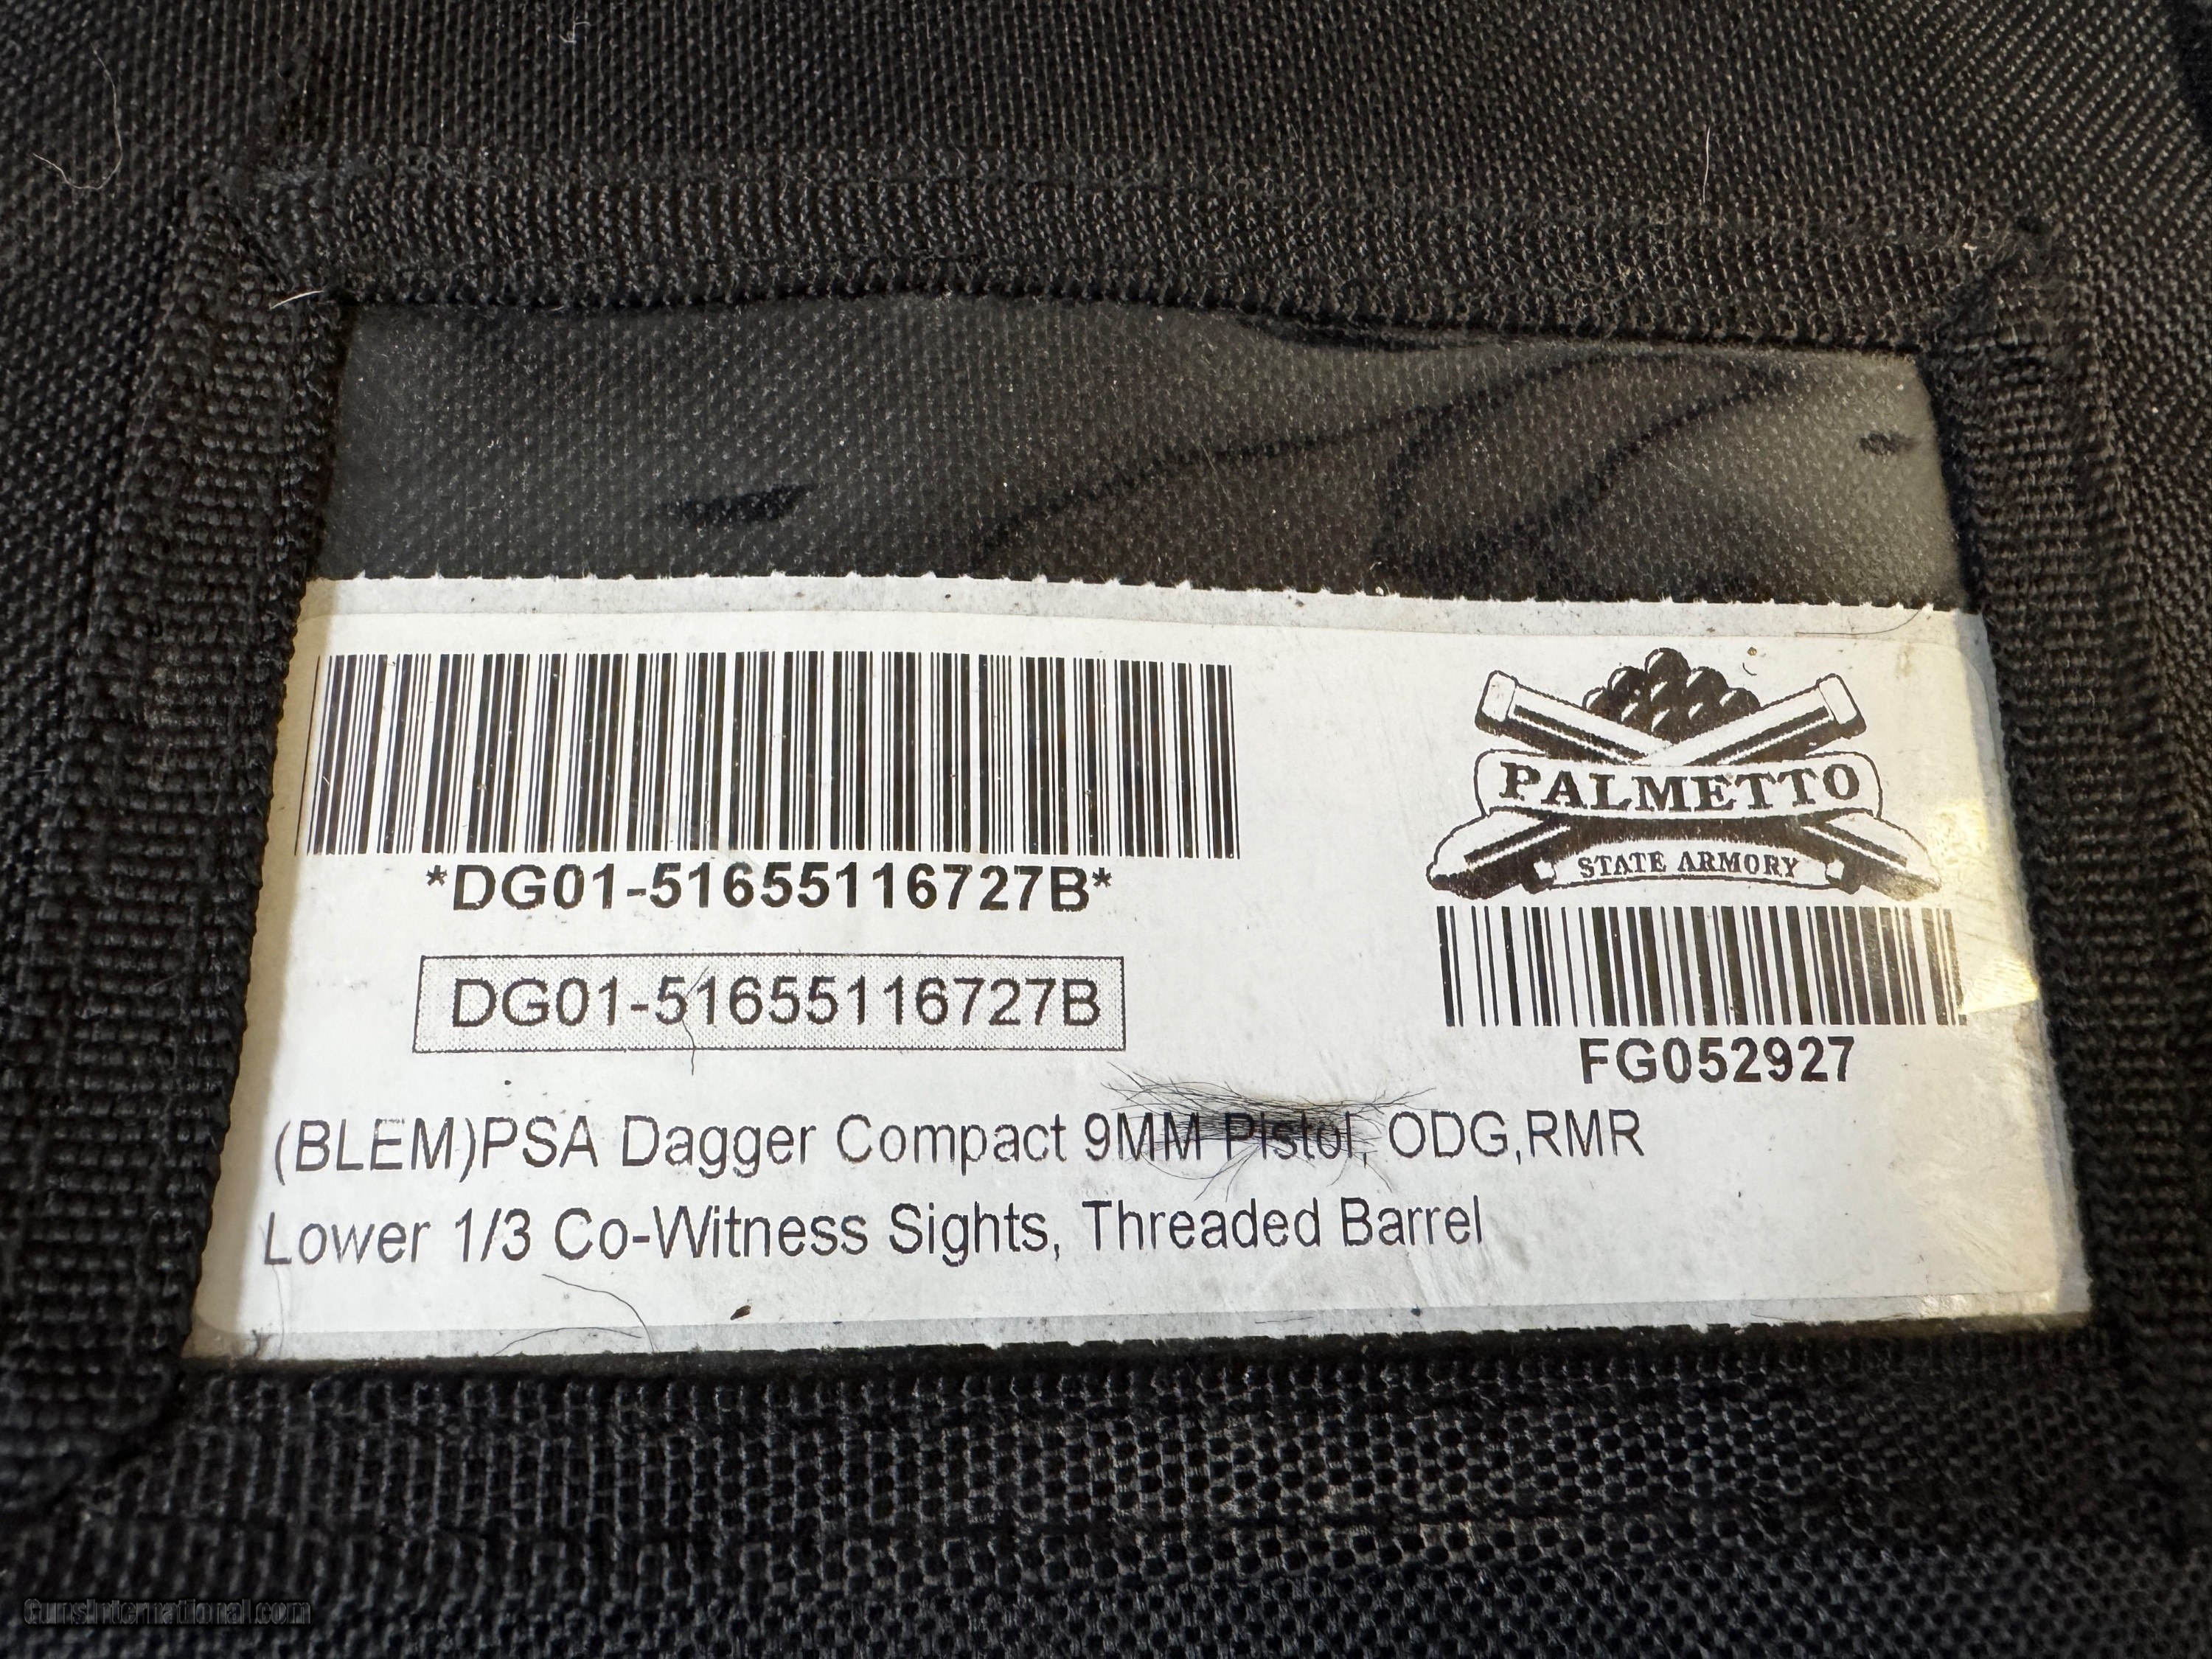 *DG01-51655116727B*
DG01-51655116727B
PALMETTO
STATE ARMORY
FG052927
(BLEM)PSA Dagger Compact 9MM Pistol, ODG,RMR
Lower 1/3 Co-Witness Sights, Threaded Barrel
GunsInternational.com